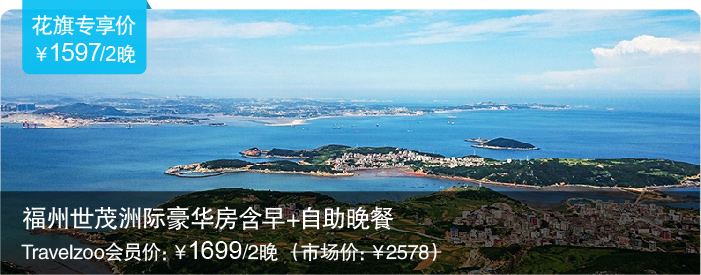 花旗专享价
¥1597/2晚
福州世茂洲际豪华房含早+自助晚餐
Travelzoo会员价: ¥1699/2晚（市场价: ¥2578）